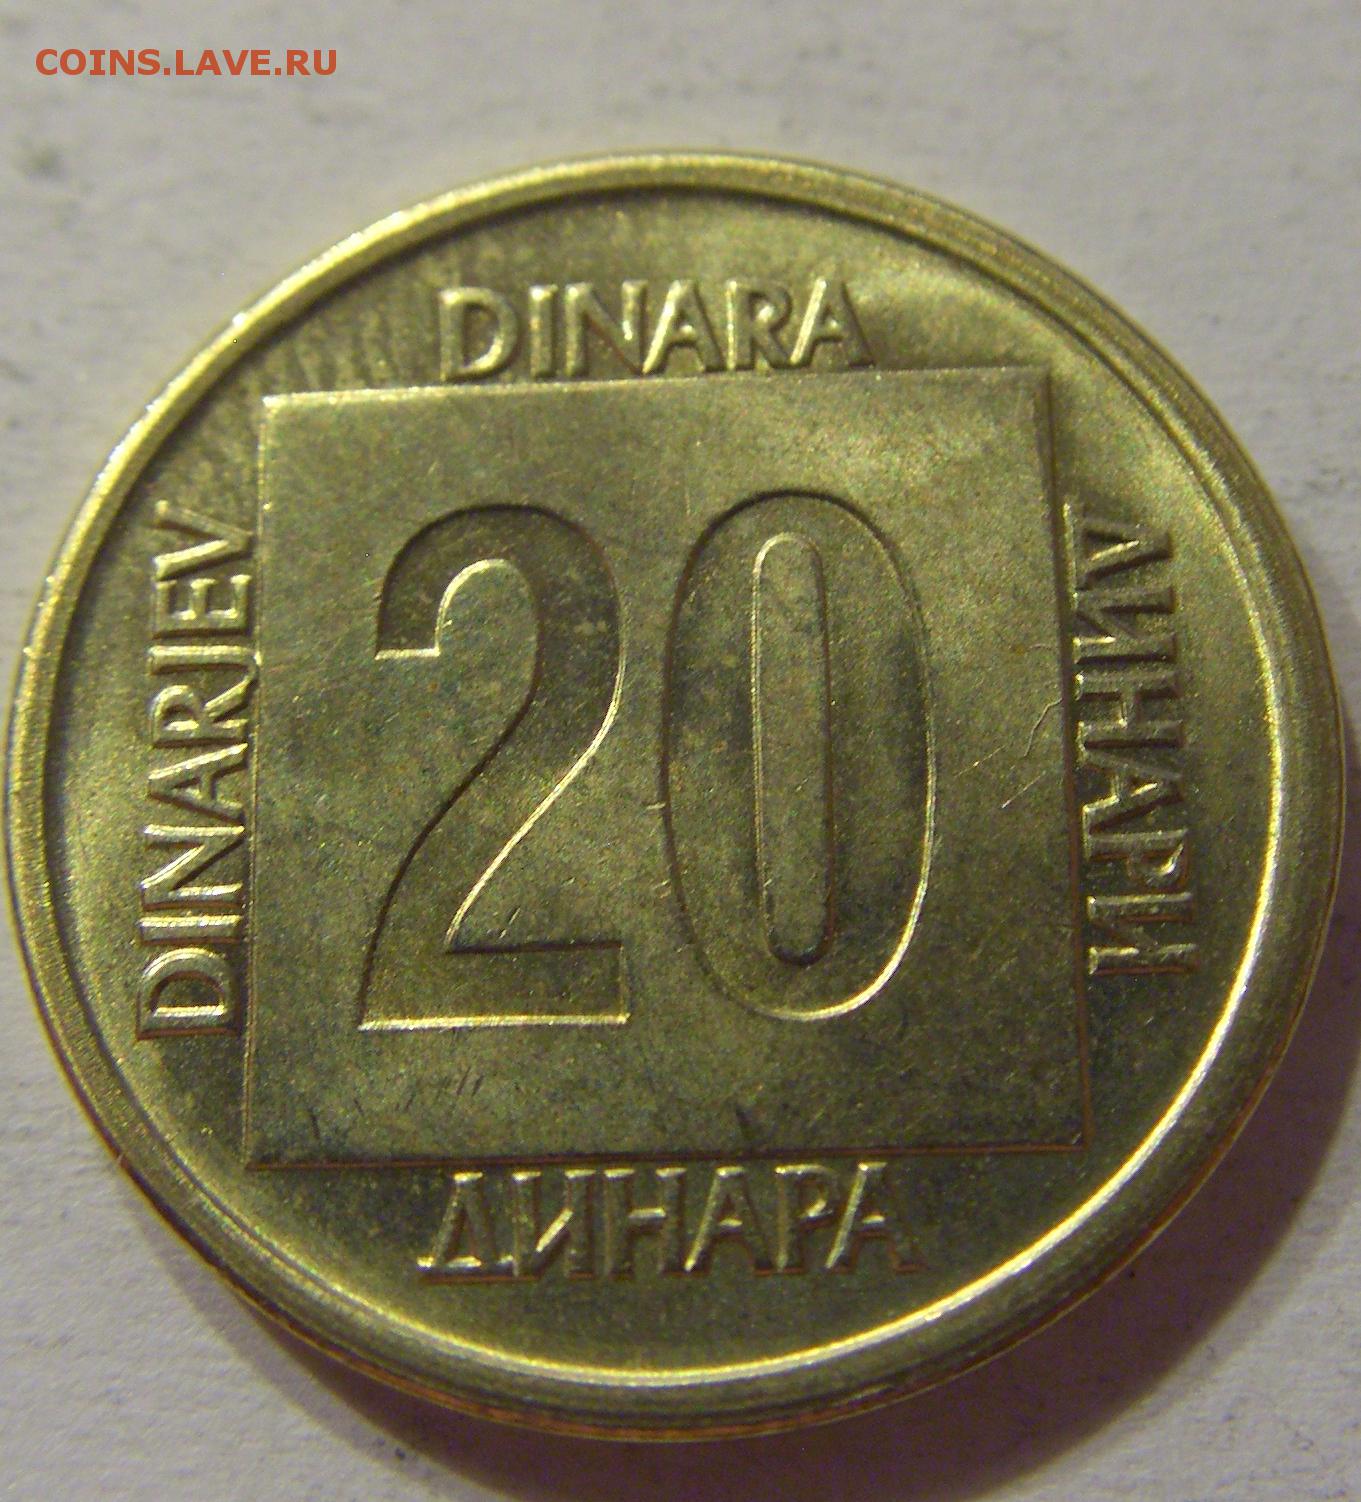 COINS.LAVE.RU
DINARA
DINARJEV
20
ДИНАРИ
ДИНАРА